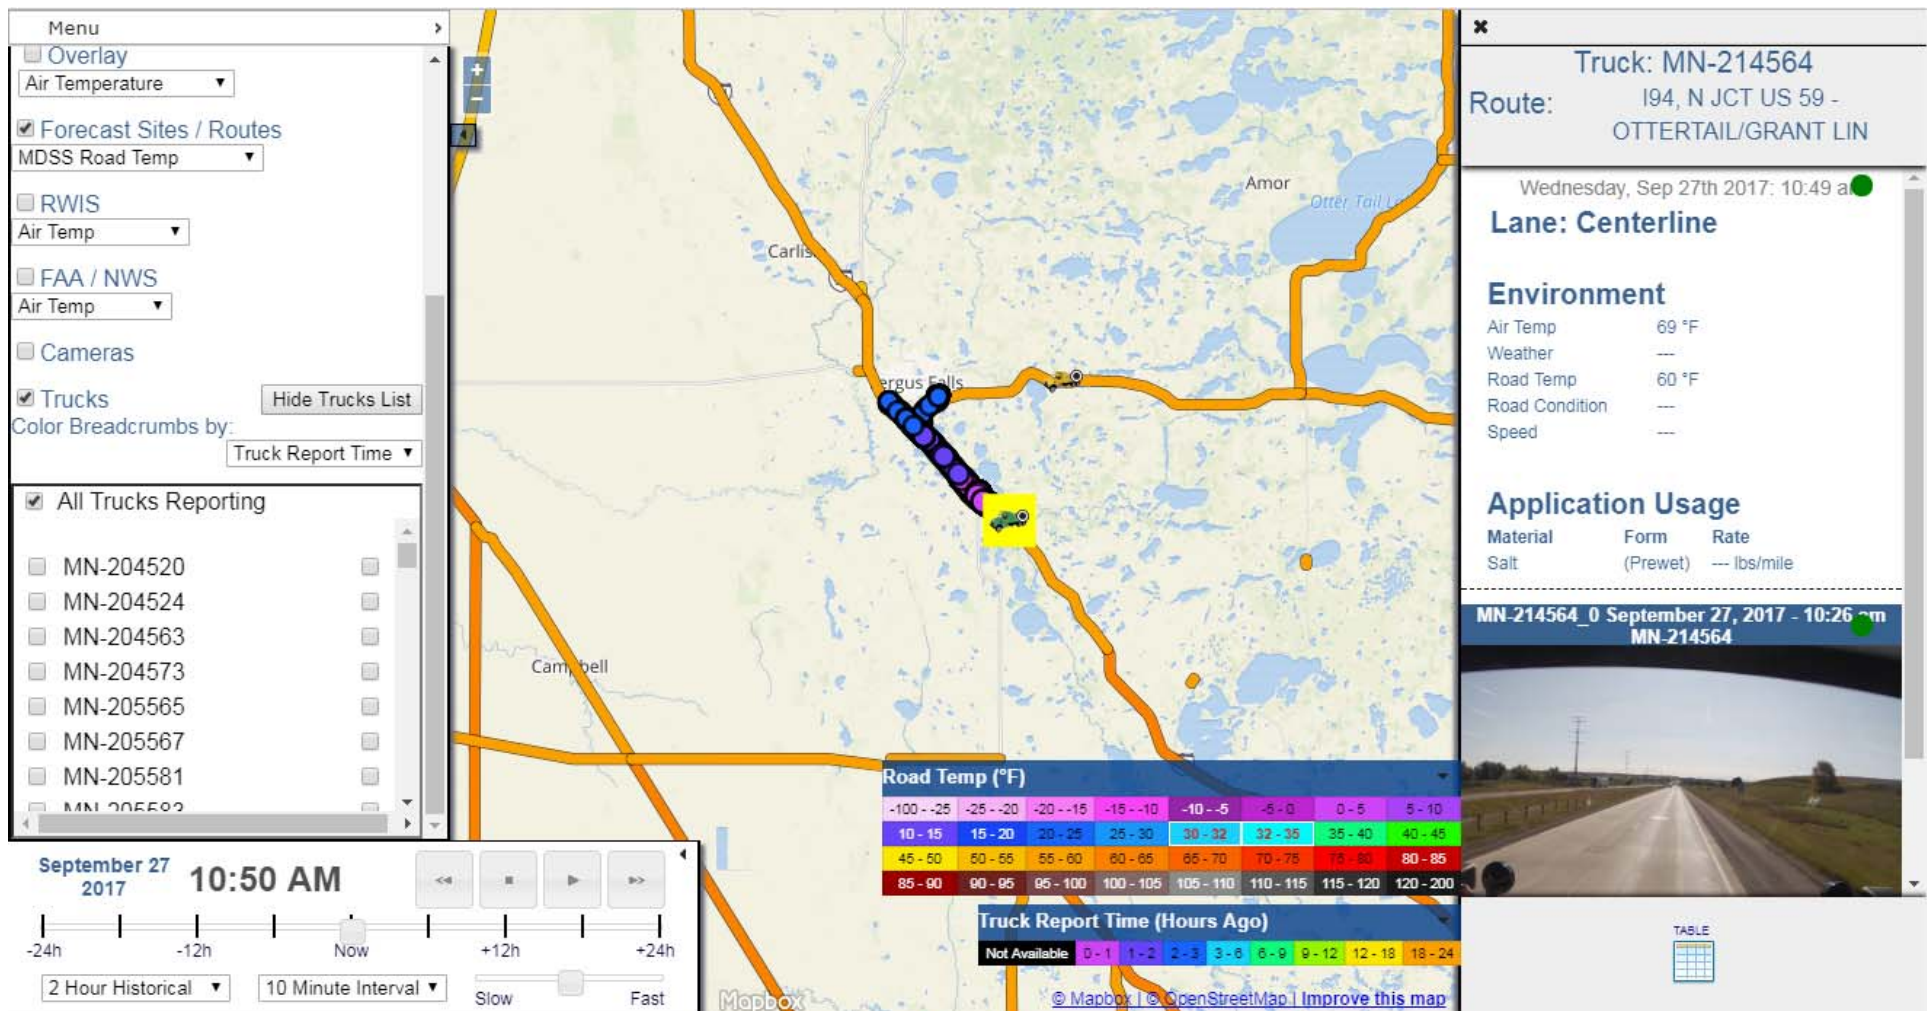 Menu
Overlay
Air Temperature
Forecast Sites / Routes
MDSS Road Temp
RWIS
Air Temp
FAA / NWS
Air Temp
Cameras
Trucks
Hide Trucks List
Color Breadcrumbs by:
Truck Report Time
All Trucks Reporting
MN-204520
MN-204524
MN-204563
MN-204573
MN-205565
MN-205567
MN-205581
MN-205583
September 27
2017
10:50 AM
-24h -12h Now +12h +24h
2 Hour Historical
10 Minute Interval
Slow Fast
Amor
Otter Tail
Campbell
Road Temp (°F)
-100 - -25 -25 - -20 -20 - -15 -15 - -10 -10 - -5 -5 - 0 0 - 5 5 - 10
10 - 15 15 - 20 20 - 25 25 - 30 30 - 32 32 - 35 35 - 40 40 - 45
45 - 50 50 - 55 55 - 60 60 - 65 65 - 70 70 - 75 75 - 80 80 - 85
85 - 90 90 - 95 95 - 100 100 - 105 105 - 110 110 - 115 115 - 120 120 - 200
Truck Report Time (Hours Ago)
Not Available 0 - 1 1 - 2 2 - 3 3 - 6 6 - 9 9 - 12 12 - 18 18 - 24
Mapbox
© Mapbox | © OpenStreetMap | Improve this map
Truck: MN-214564
Route: I94, N JCT US 59 -
OTTERTAIL/GRANT LIN
Wednesday, Sep 27th 2017: 10:49 a
Lane: Centerline
Environment
Air Temp 69 °F
Weather ---
Road Temp 60 °F
Road Condition ---
Speed ---
Application Usage
Material Form Rate
Salt (Prewet) --- lbs/mile
MN-214564_0 September 27, 2017 - 10:26 am
MN-214564
TABLE